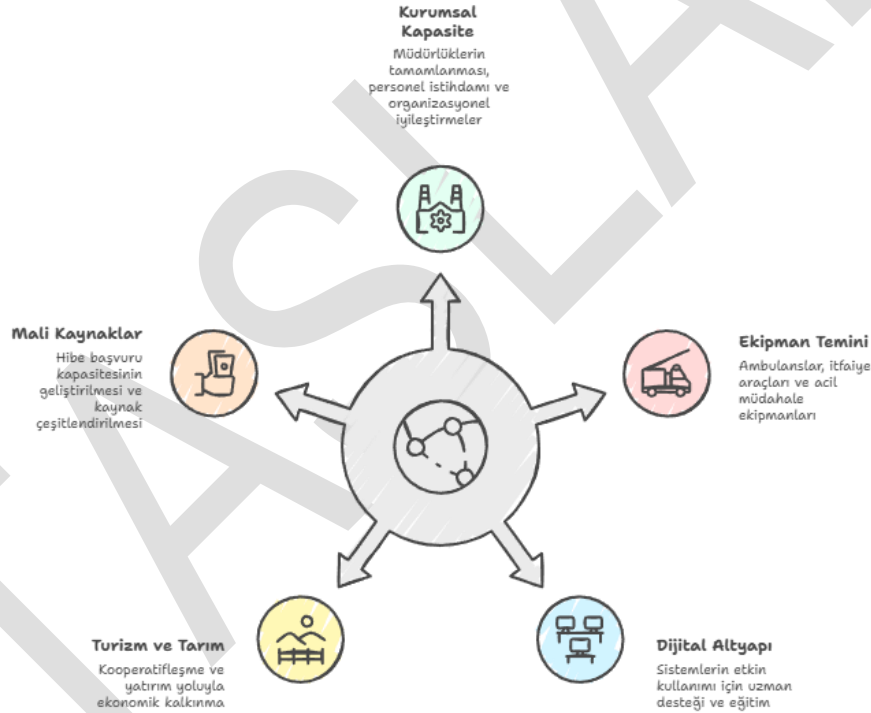 Kurumsal
Kapasite
Müdürlüklerin
tamamlanması,
personel istihdamı ve
organizasyonel
iyileştirmeler
Mali Kaynaklar
Hibe başvuru
kapasitesinin
geliştirilmesi ve
kaynak
çeşitlendirilmesi
Ekipman Temini
Ambulanslar, itfaiye
araçları ve acil
müdahale
ekipmanları
Turizm ve Tarım
Kooperatifleşme ve
yatırım yoluyla
ekonomik kalkınma
Dijital Altyapı
Sistemlerin etkin
kullanımı için uzman
desteği ve eğitim